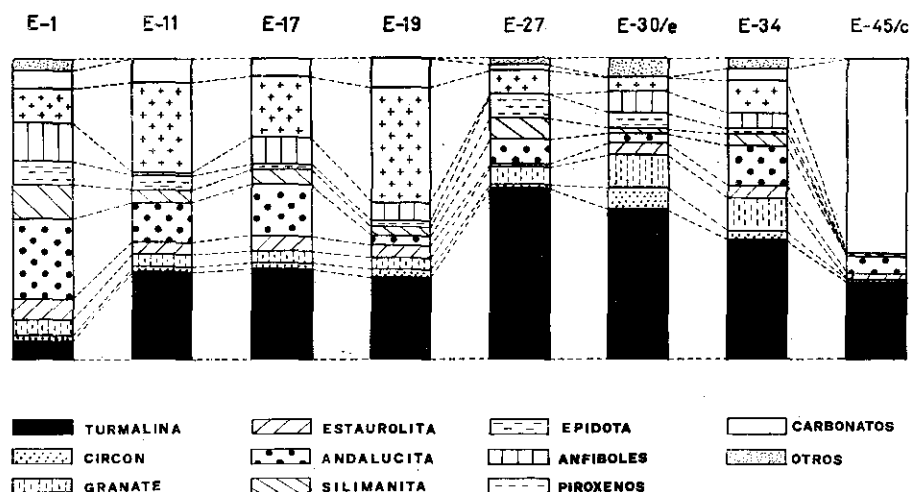 E-1 E-11 E-17 E-19 E-27 E-30/e E-34 E-45/c
TURMALINA ESTAUROLITA EPIDOTA CARBONATOS
CIRCON ANDALUCITA ANFIBOLES OTROS
GRANATE SILIMANITA PIROXENOS